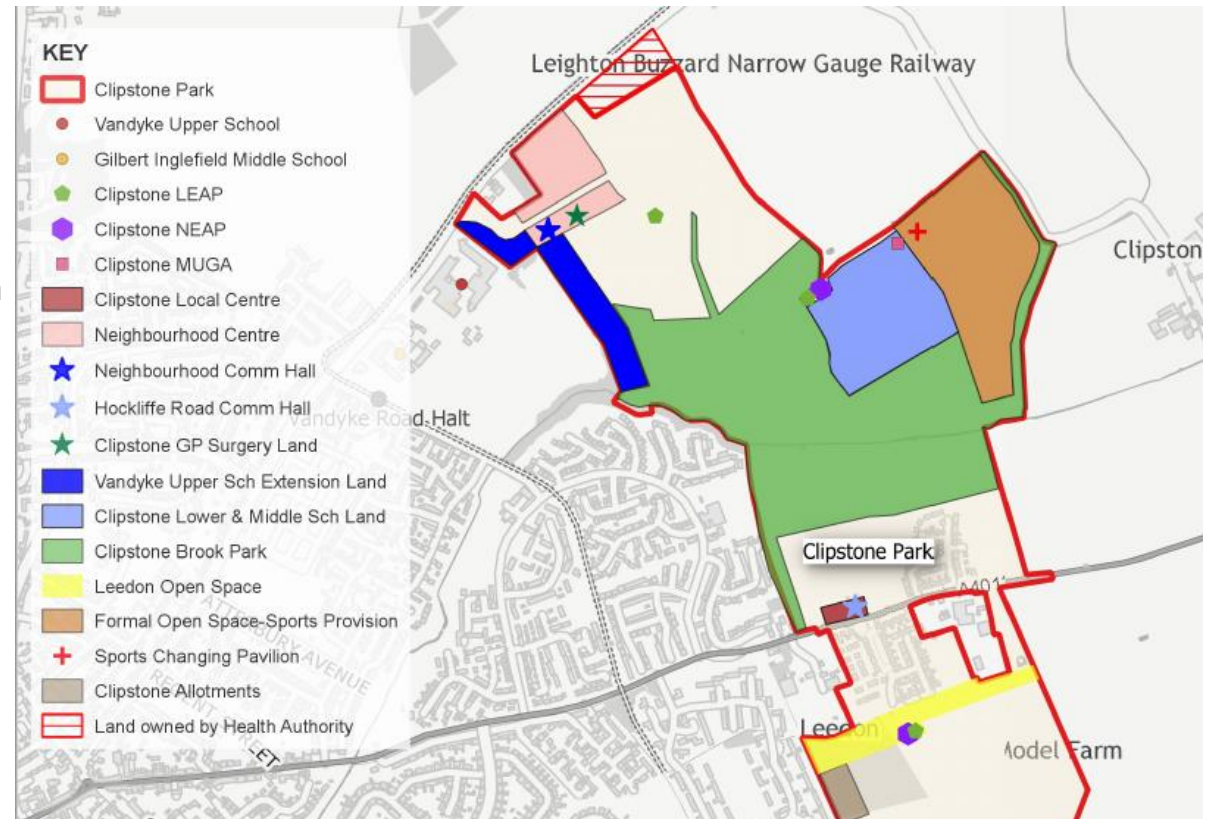 KEY
Clipstone Park
Vandyke Upper School
Gilbert Inglefield Middle School
Clipstone LEAP
Clipstone NEAP
Clipstone MUGA
Clipstone Local Centre
Neighbourhood Centre
Neighbourhood Comm Hall
Hockliffe Road Comm Hall
Clipstone GP Surgery Land
Vandyke Upper Sch Extension Land
Clipstone Lower & Middle Sch Land
Clipstone Brook Park
Leedon Open Space
Formal Open Space-Sports Provision
Sports Changing Pavilion
Clipstone Allotments
Land owned by Health Authority
Leighton Buzzard Narrow Gauge Railway
Clipston
Vandyke Road Halt
Clipstone Park
Leedon
Model Farm
ATTERBURY AVENUE